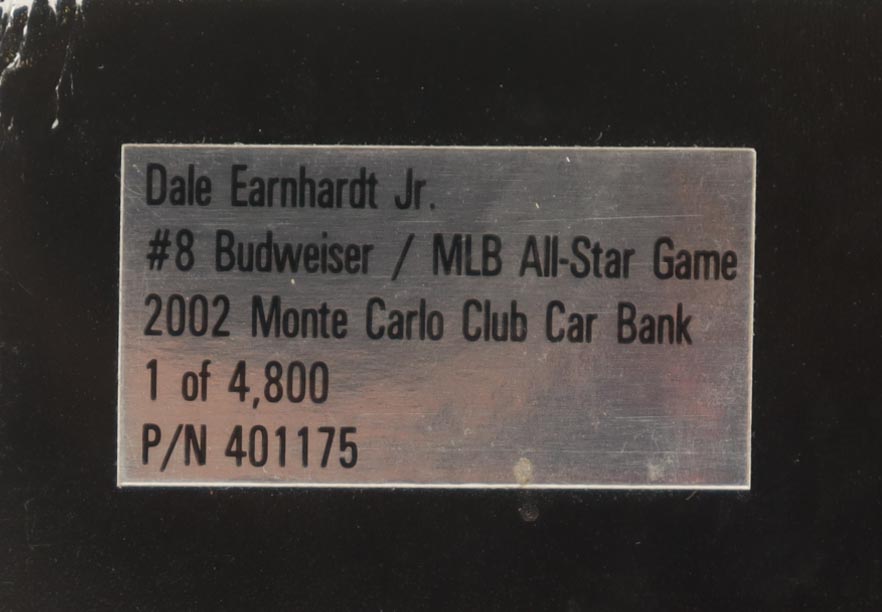 Dale Earnhardt Jr.
#8 Budweiser / MLB All-Star Game
2002 Monte Carlo Club Car Bank
1 of 4,800
P/N 401175